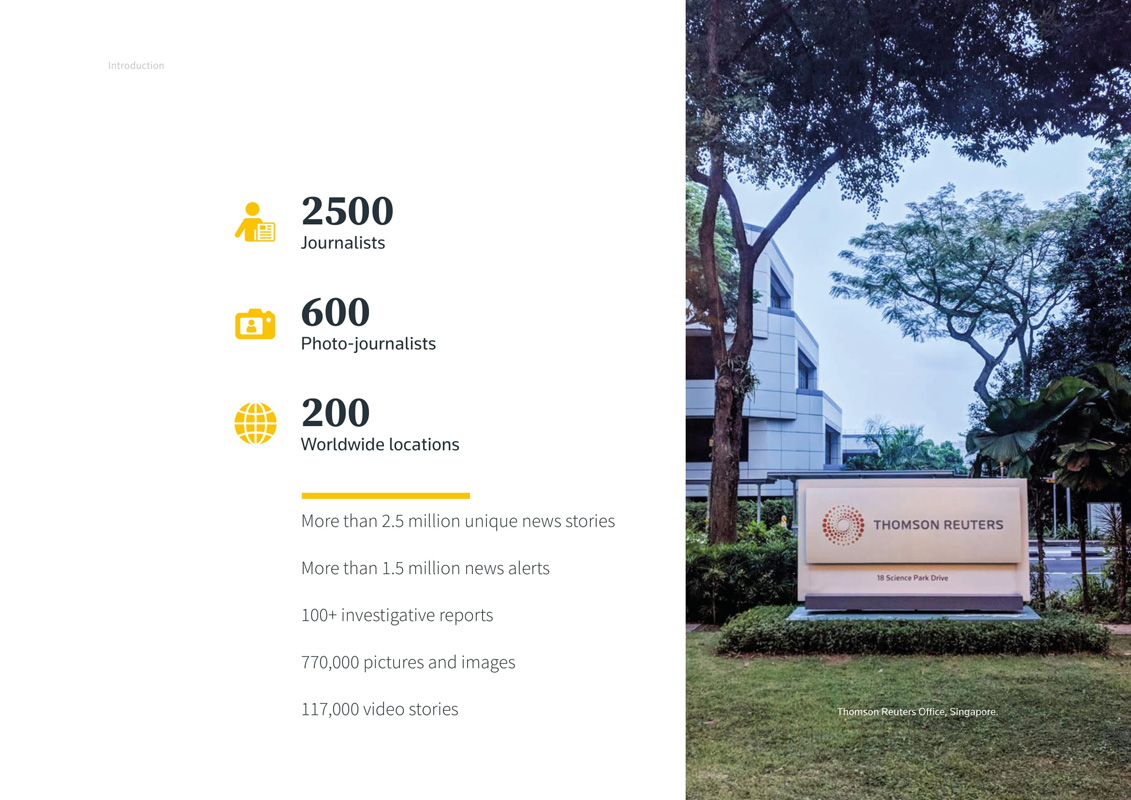 Introduction
2500
Journalists
600
Photo-journalists
200
Worldwide locations
More than 2.5 million unique news stories
More than 1.5 million news alerts
100+ investigative reports
770,000 pictures and images
117,000 video stories
THOMSON REUTERS
18 Science Park Drive
Thomson Reuters Office, Singapore.